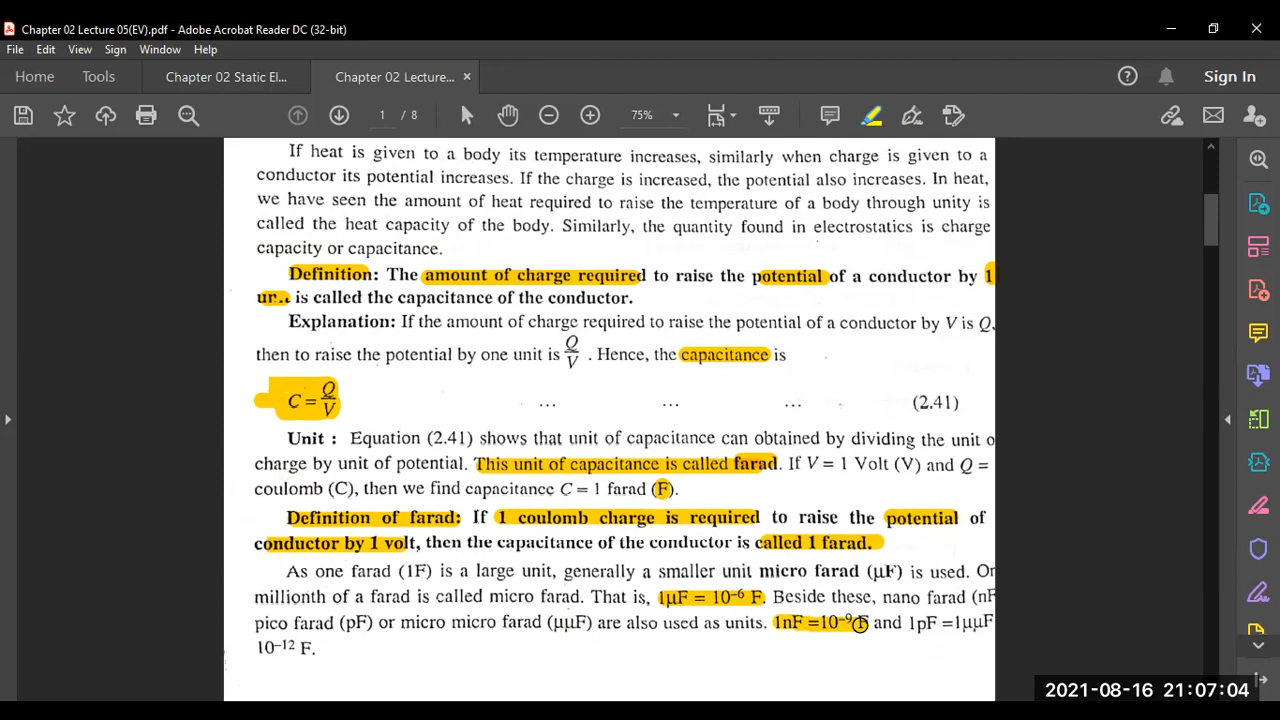 Chapter 02 Lecture 05(EV).pdf - Adobe Acrobat Reader DC (32-bit)
File Edit View Window Sign Help
Home Tools Chapter 02 Static El... Chapter 02 Lecture... × Sign In
1 / 8 75%
If heat is given to a body its temperature increases, similarly when charge is given to a
conductor its potential increases. If the charge is increased, the potential also increases. In heat,
we have seen the amount of heat required to raise the temperature of a body through unity is
called the heat capacity of the body. Similarly, the quantity found in electrostatics is charge
capacity or capacitance.
Definition: The amount of charge required to raise the potential of a conductor by 1
is called the capacitance of the conductor.
Explanation: If the amount of charge required to raise the potential of a conductor by V is Q,
then to raise the potential by one unit is Q/V . Hence, the capacitance is
C = Q/V ... ... ... (2.41)
Unit : Equation (2.41) shows that unit of capacitance can obtained by dividing the unit o
charge by unit of potential. This unit of capacitance is called farad. If V = 1 Volt (V) and Q =
coulomb (C), then we find capacitance C = 1 farad (F).
Definition of farad: If 1 coulomb charge is required to raise the potential of
conductor by 1 volt, then the capacitance of the conductor is called 1 farad.
As one farad (1F) is a large unit, generally a smaller unit micro farad (µF) is used. Or
millionth of a farad is called micro farad. That is, 1µF = 10⁻⁶ F. Beside these, nano farad (nF
pico farad (pF) or micro micro farad (µµF) are also used as units. 1nF =10⁻⁹ F and 1pF =1µµF
10⁻¹² F.
2021-08-16 21:07:04